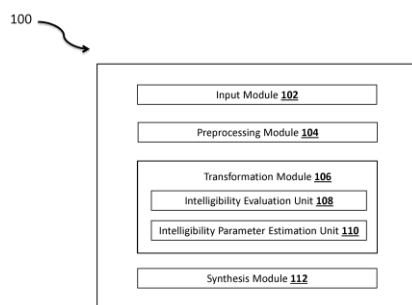 100
Input Module 102
Preprocessing Module 104
Transformation Module 106
Intelligibility Evaluation Unit 108
Intelligibility Parameter Estimation Unit 110
Synthesis Module 112